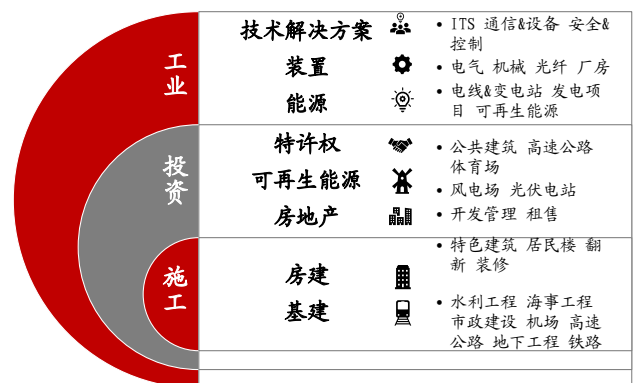 工业
技术解决方案
• ITS 通信&设备 安全&
控制
装置
• 电气 机械 光纤 厂房
能源
• 电线&变电站 发电项
目 可再生能源
投资
特许权
• 公共建筑 高速公路
体育场
可再生能源
• 风电场 光伏电站
房地产
• 开发管理 租售
施工
房建
• 特色建筑 居民楼 翻
新 装修
基建
• 水利工程 海事工程
市政建设 机场 高速
公路 地下工程 铁路